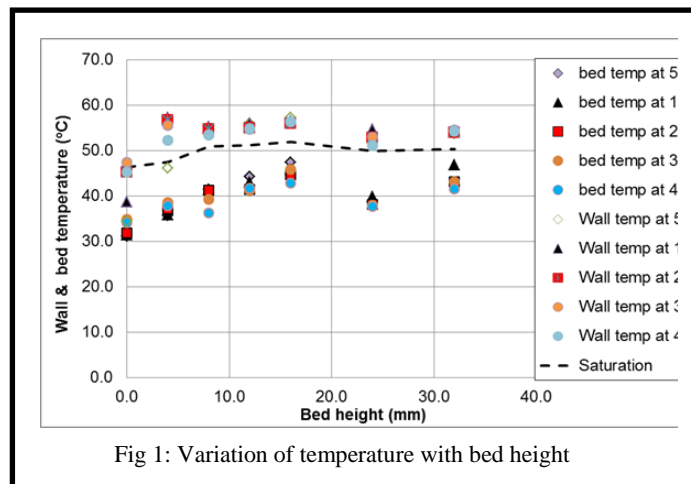 70.0
60.0
50.0
40.0
30.0
20.0
10.0
0.0
Wall & bed temperature (°C)
0.0 10.0 20.0 30.0 40.0
Bed height (mm)
bed temp at 5
bed temp at 1
bed temp at 2
bed temp at 3
bed temp at 4
Wall temp at 5
Wall temp at 1
Wall temp at 2
Wall temp at 3
Wall temp at 4
Saturation
Fig 1: Variation of temperature with bed height